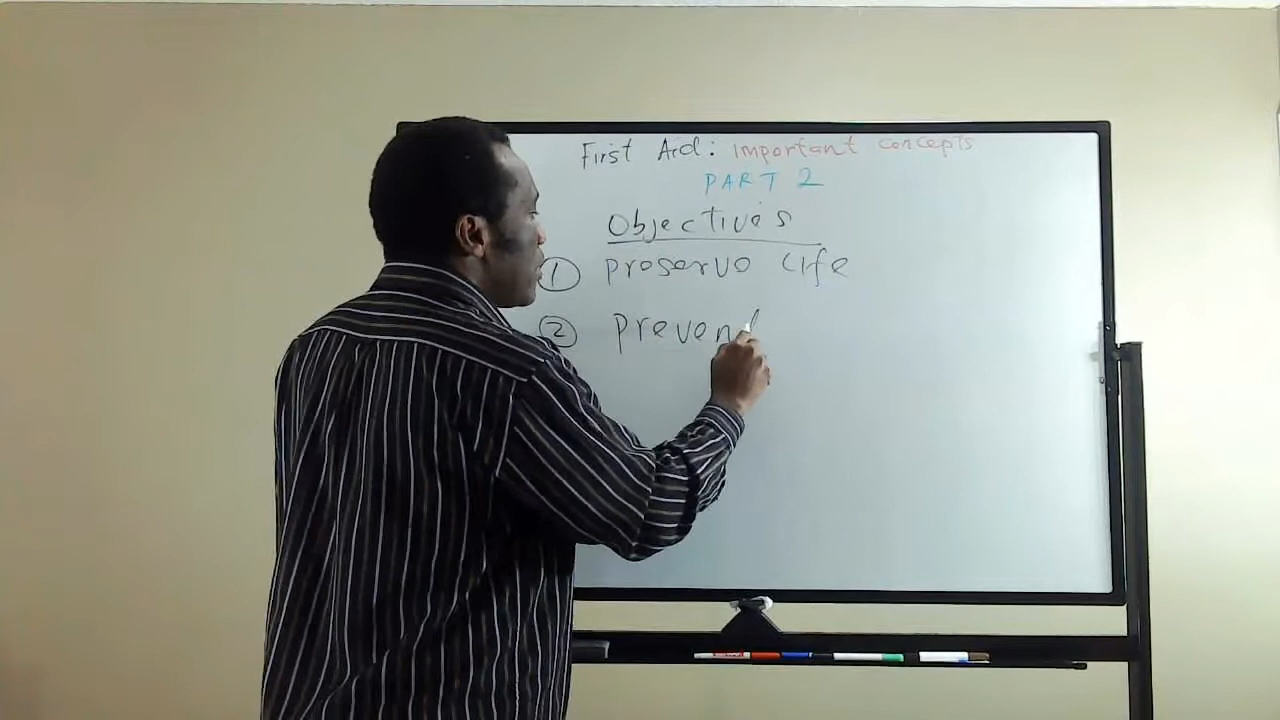 First Aid: Important Concepts
PART 2
Objectives
① preserve life
② prevent